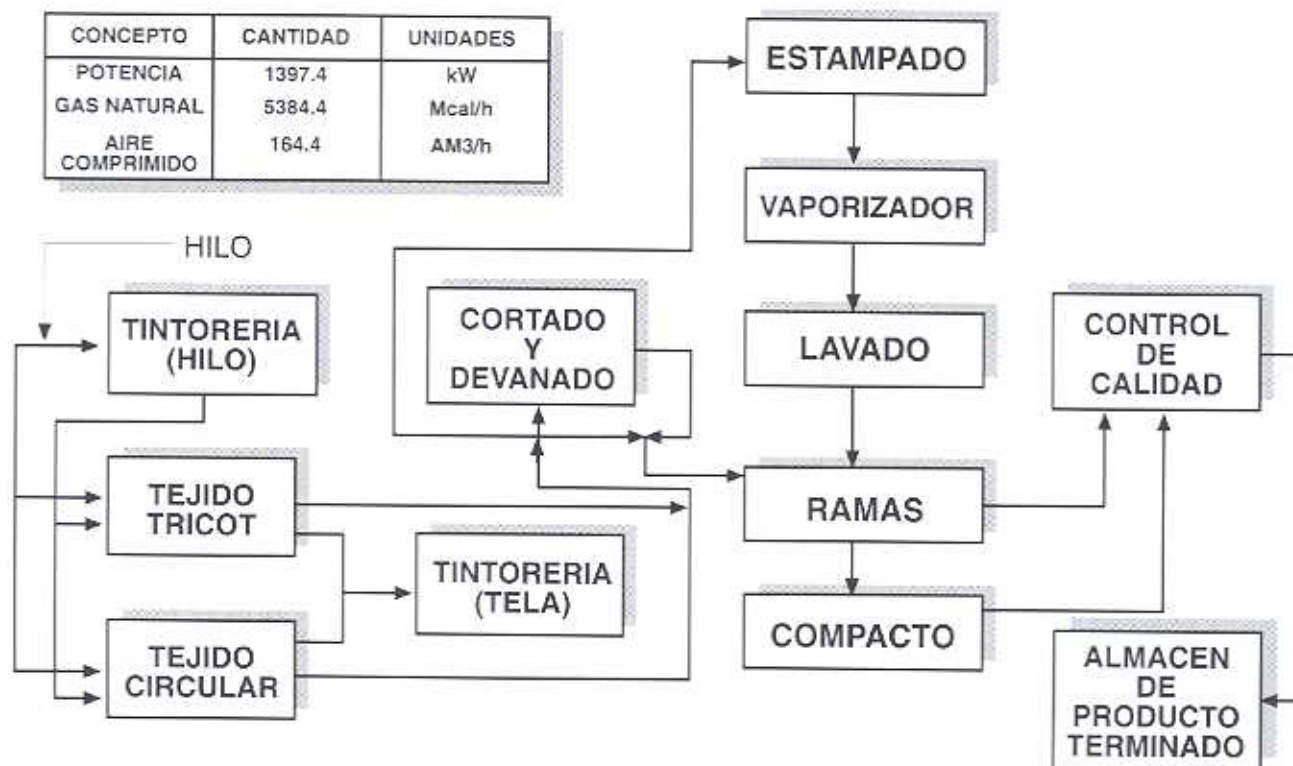 CONCEPTO CANTIDAD UNIDADES
POTENCIA 1397.4 kW
GAS NATURAL 5384.4 Mcal/h
AIRE
COMPRIMIDO 164.4 AM3/h
ESTAMPADO
VAPORIZADOR
HILO
TINTORERIA
(HILO)
CORTADO
Y
DEVANADO
LAVADO
CONTROL
DE
CALIDAD
TEJIDO
TRICOT
RAMAS
TINTORERIA
(TELA)
COMPACTO
TEJIDO
CIRCULAR
ALMACEN
DE
PRODUCTO
TERMINADO